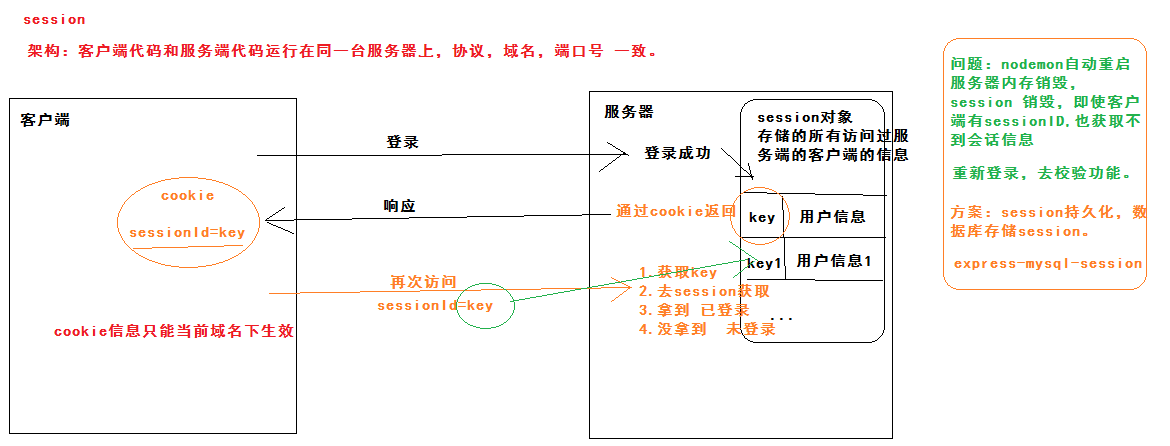 session
架构：客户端代码和服务端代码运行在同一台服务器上，协议，域名，端口号 一致。
客户端
登录
cookie
sessionId=key
响应
再次访问
sessionId=key
cookie信息只能当前域名下生效
服务器
登录成功
通过cookie返回
1.获取key
2.去session获取
3.拿到 已登录
4.没拿到 未登录
session对象
存储的所有访问过服
务端的客户端的信息
key 用户信息
key1 用户信息1
...
问题：nodemon自动重启
服务器内存销毁，
session 销毁，即使客户
端有sessionID,也获取不
到会话信息
重新登录，去校验功能。
方案：session持久化，数
据库存储session。
express-mysql-session